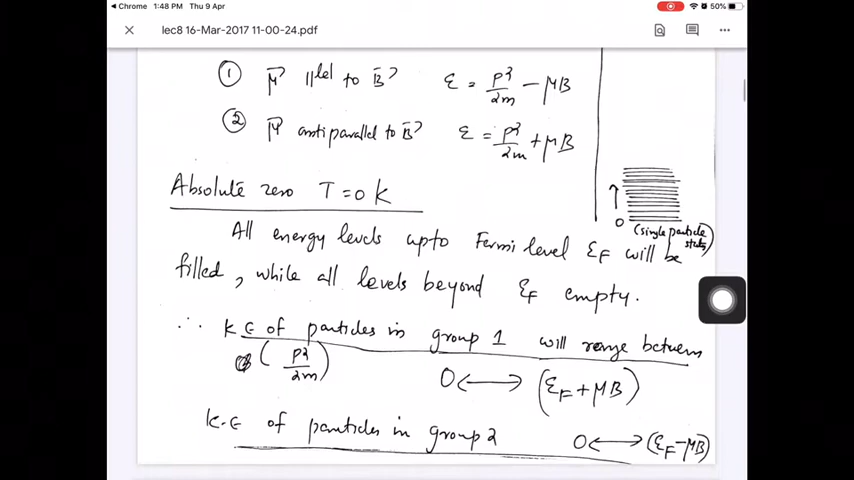 Chrome 1:48 PM Thu 9 Apr 50%
lec8 16-Mar-2017 11-00-24.pdf
① μ⃗ ||lel to B⃗ ε = p²/2m - μB
② μ⃗ antiparallel to B⃗ ε = p²/2m + μB
Absolute zero T=0 K
0 (single particle states)
All energy levels upto Fermi level εF will be
filled, while all levels beyond εF empty.
∴ K.E of particles in group 1 will range between
(p²/2m) 0 ⟷ (εF + μB)
K.E of particles in group 2 0 ⟷ (εF - μB)